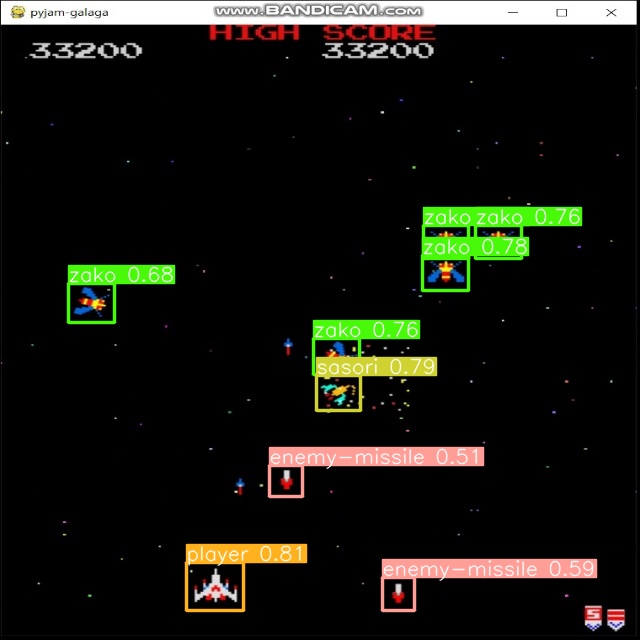 pyjam-galaga
www.BANDICAM.com
HIGH SCORE
33200 33200
zako zako 0.76
zako 0.78
zako 0.68
zako 0.76
sasori 0.79
enemy-missile 0.51
player 0.81
enemy-missile 0.59
5